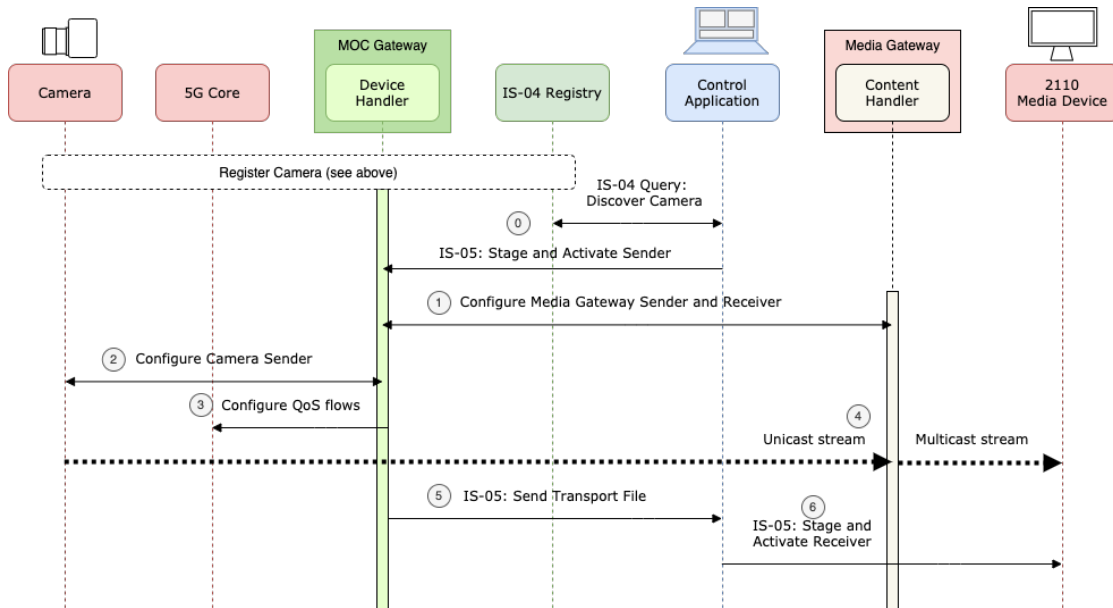 MOC Gateway
Media Gateway
Camera
5G Core
Device
Handler
IS-04 Registry
Control
Application
Content
Handler
2110
Media Device
Register Camera (see above)
IS-04 Query:
Discover Camera
0
IS-05: Stage and Activate Sender
1 Configure Media Gateway Sender and Receiver
2 Configure Camera Sender
3 Configure QoS flows
4
Unicast stream
Multicast stream
5 IS-05: Send Transport File
6
IS-05: Stage and
Activate Receiver